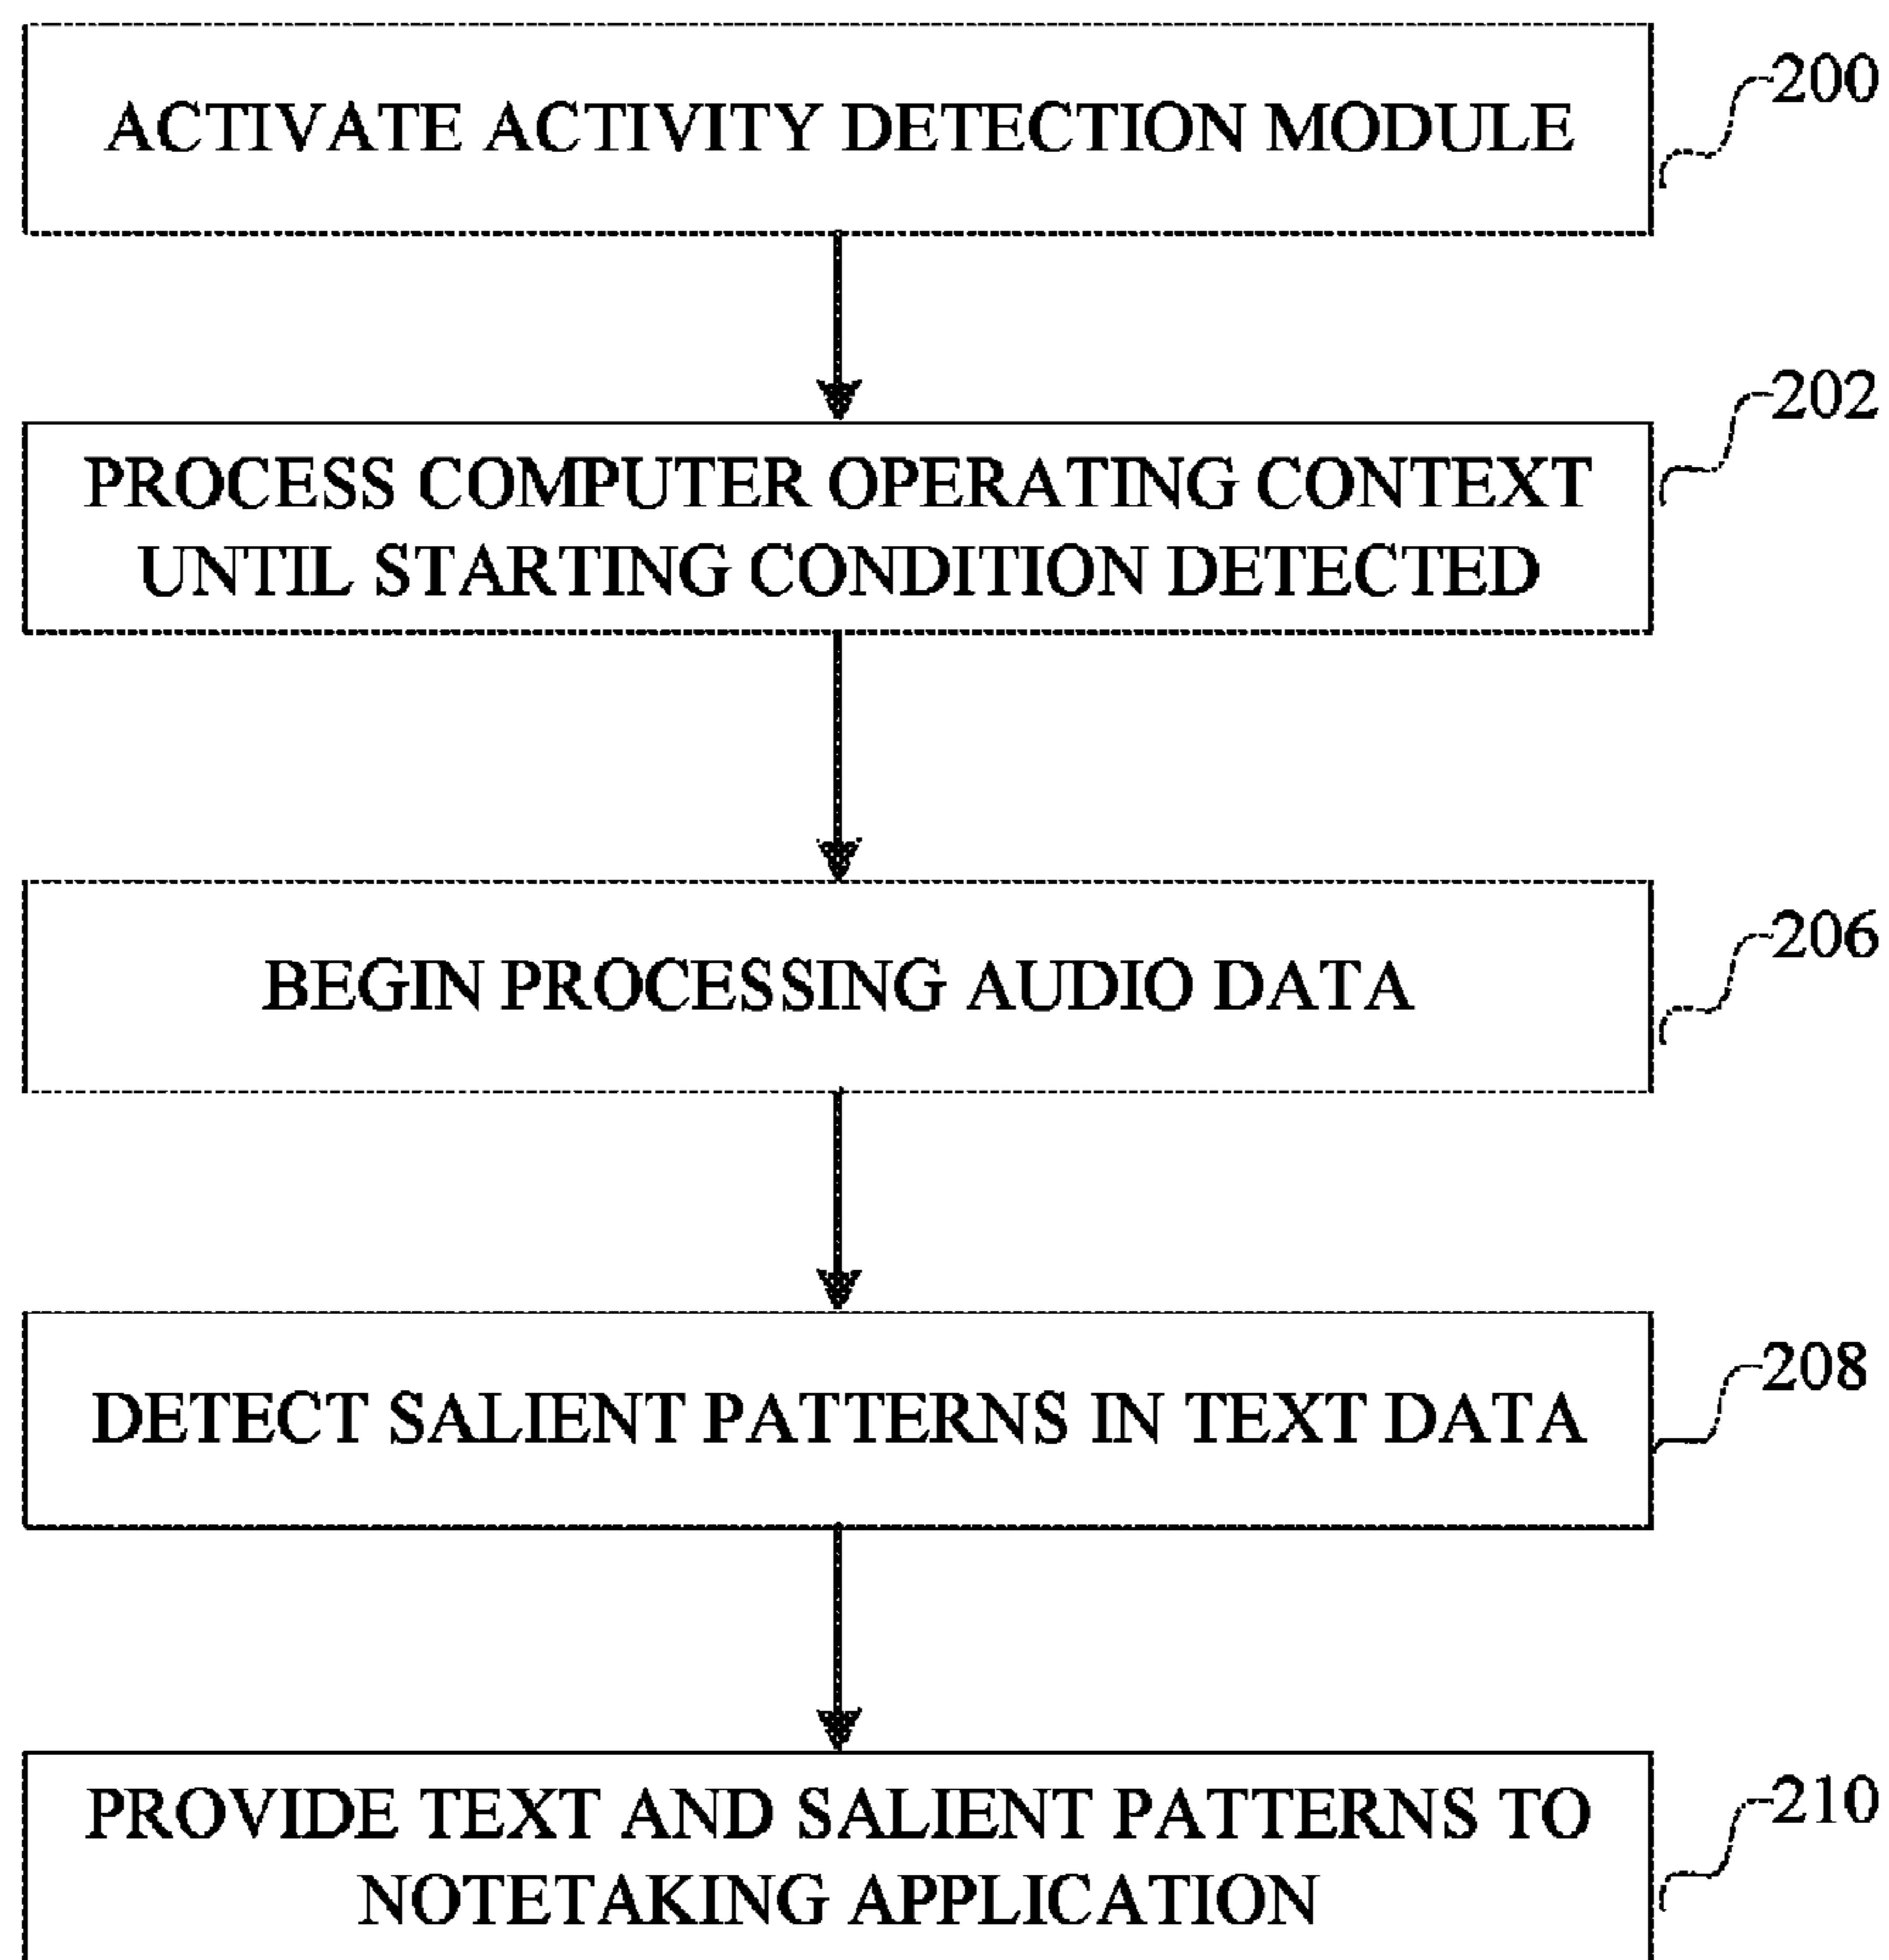 ACTIVATE ACTIVITY DETECTION MODULE
200
PROCESS COMPUTER OPERATING CONTEXT
UNTIL STARTING CONDITION DETECTED
202
BEGIN PROCESSING AUDIO DATA
206
DETECT SALIENT PATTERNS IN TEXT DATA
208
PROVIDE TEXT AND SALIENT PATTERNS TO
NOTETAKING APPLICATION
210